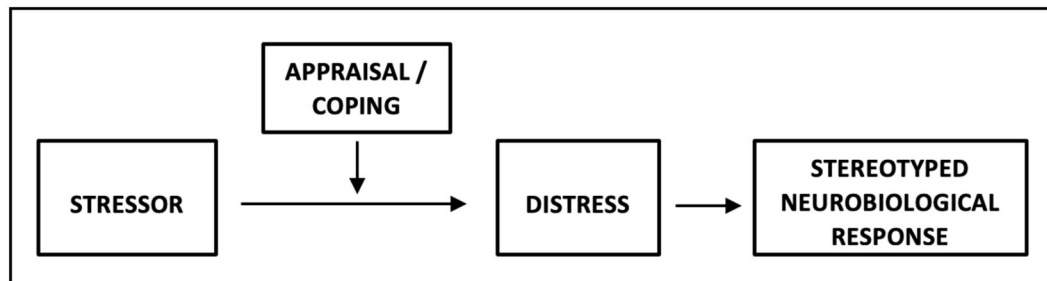 APPRAISAL /
COPING
STRESSOR
DISTRESS
STEREOTYPED
NEUROBIOLOGICAL
RESPONSE